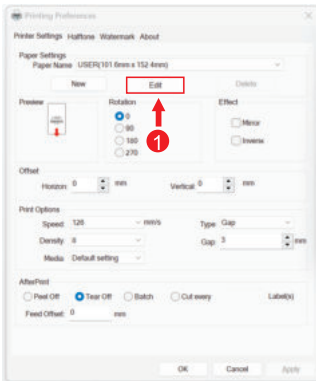 Printing Preferences
Printer Settings Halftone Watermark About
Paper Settings
Paper Name USER(101.6mm x 152.4mm)
New Edit Delete
Preview Rotation Effect
0
90
180
270
Mirror
Inverse
1
Offset
Horizon 0 mm Vertical 0 mm
Print Options
Speed 126 mm/s Type Gap
Density 8 Gap 3 mm
Media Default setting
AfterPrint
Peel Off Tear Off Batch Cut every Label(s)
Feed Offset 0 mm
OK Cancel Apply